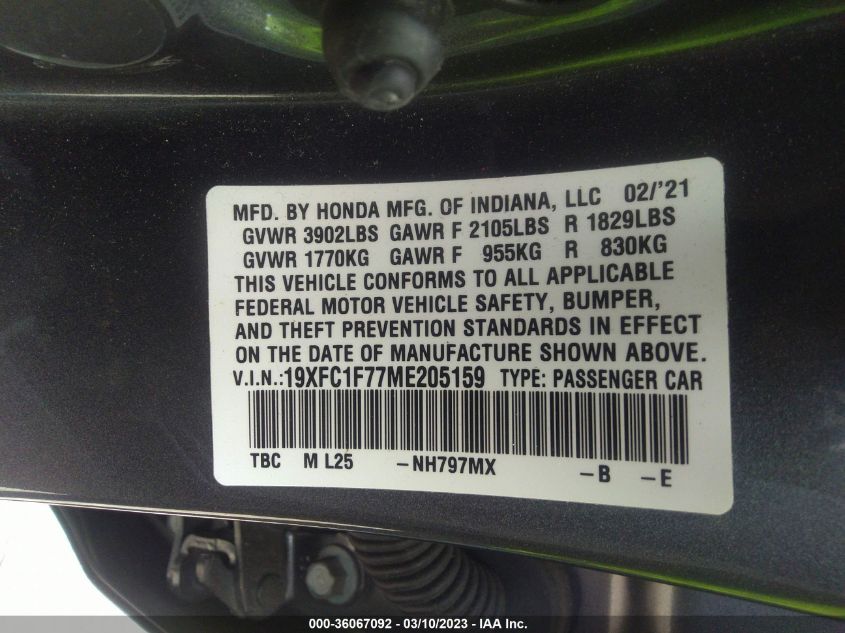 MFD. BY HONDA MFG. OF INDIANA, LLC 02/'21
GVWR 3902LBS GAWR F 2105LBS R 1829LBS
GVWR 1770KG GAWR F 955KG R 830KG
THIS VEHICLE CONFORMS TO ALL APPLICABLE
FEDERAL MOTOR VEHICLE SAFETY, BUMPER,
AND THEFT PREVENTION STANDARDS IN EFFECT
ON THE DATE OF MANUFACTURE SHOWN ABOVE.
V.I.N.:19XFC1F77ME205159 TYPE: PASSENGER CAR
TBC M L25 –NH797MX –B –E
000-36067092 - 03/10/2023 - IAA Inc.